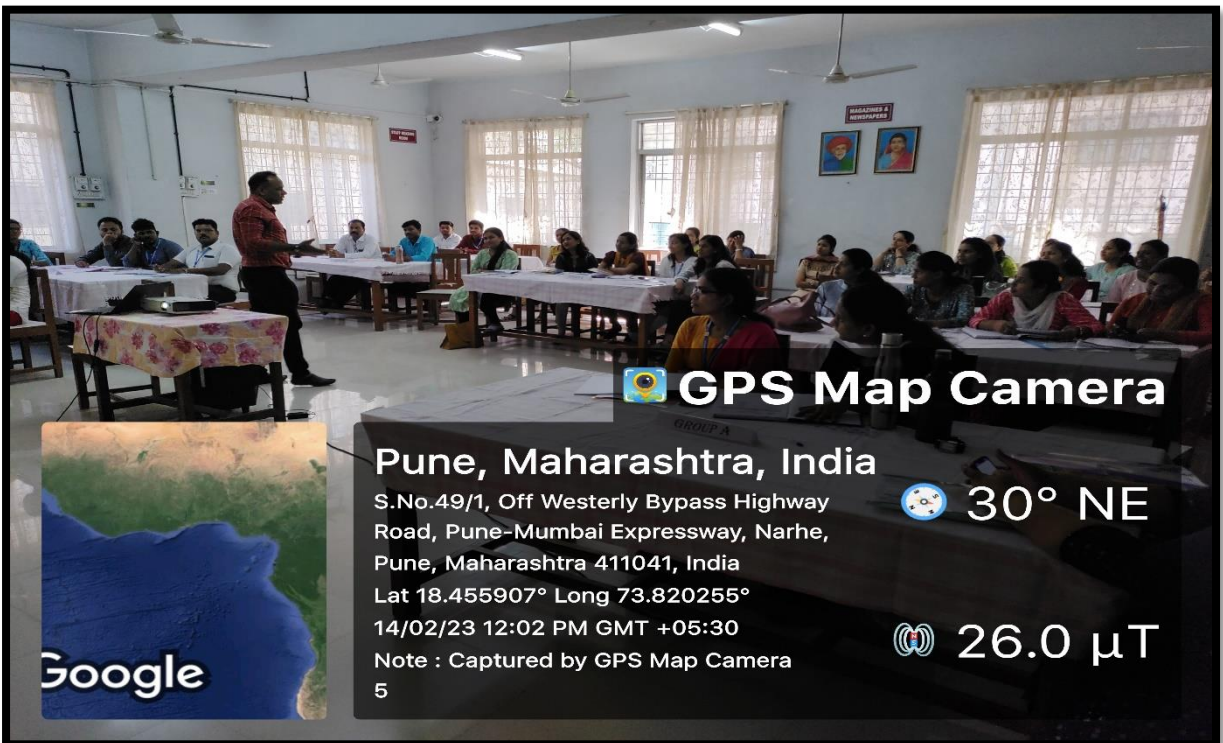 MAGAZINES &
NEWSPAPERS
GROUP A
GPS Map Camera
Pune, Maharashtra, India
S.No.49/1, Off Westerly Bypass Highway
Road, Pune-Mumbai Expressway, Narhe,
Pune, Maharashtra 411041, India
Lat 18.455907° Long 73.820255°
14/02/23 12:02 PM GMT +05:30
Note : Captured by GPS Map Camera
5
30° NE
26.0 µT
Google